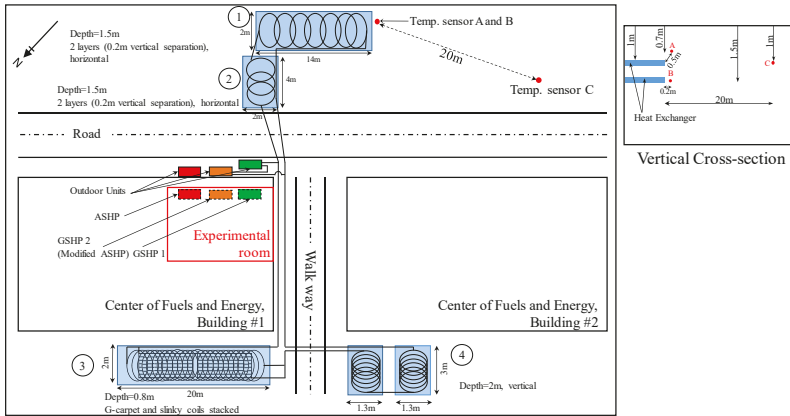 1
Depth=1.5m
2 layers (0.2m vertical separation),
horizontal
N
2m
14m
Temp. sensor A and B
20m
Temp. sensor C
2
4m
2m
Depth=1.5m
2 layers (0.2m vertical separation), horizontal
Road
Outdoor Units
ASHP
GSHP 2
(Modified ASHP)
GSHP 1
Experimental
room
Walk way
Center of Fuels and Energy,
Building #1
Center of Fuels and Energy,
Building #2
3
2m
20m
Depth=0.8m
G-carpet and slinky coils stacked
4
3m
Depth=2m, vertical
1.3m
1.3m
1m
0.7m
A
0.5m
B
0.2m
1.5m
1m
C
20m
Heat Exchanger
Vertical Cross-section